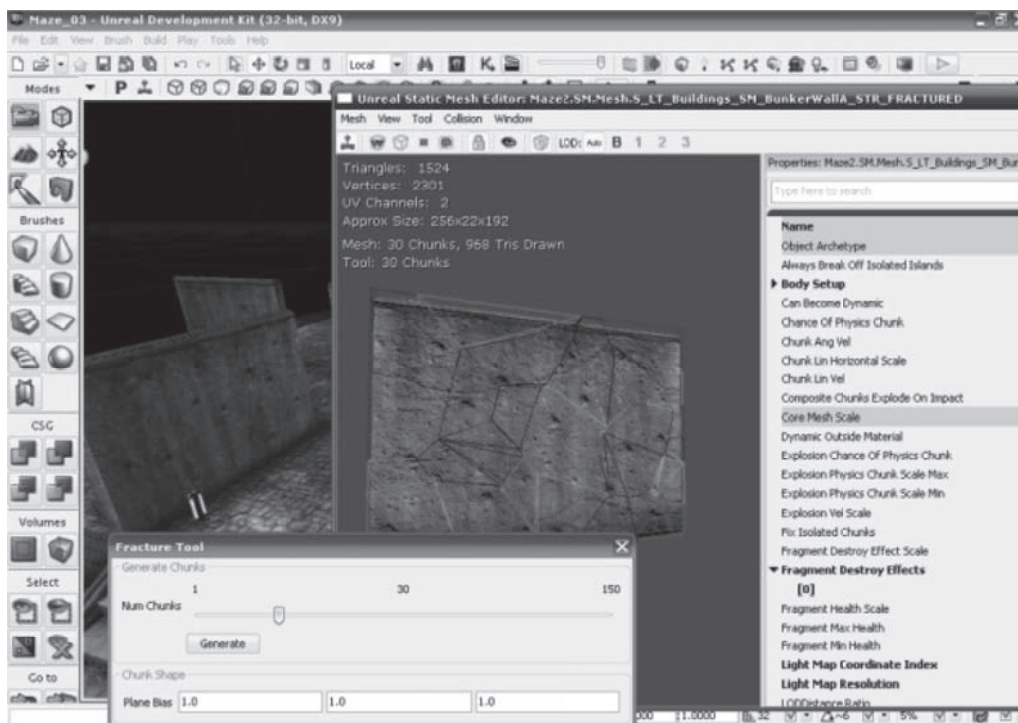 Maze_03 - Unreal Development Kit (32-bit, DX9)
File Edit View Brush Build Play Tools Help
Local
Modes
Brushes
CSG
Volumes
Select
Go to
Unreal Static Mesh Editor: Maze2.SM.Mesh.S_LT_Buildings_SM_BunkerWallA_STR_FRACTURED
Mesh View Tool Collision Window
LOD: Auto B 1 2 3
Triangles: 1524
Vertices: 2301
UV Channels: 2
Approx Size: 256x22x192
Mesh: 30 Chunks, 968 Tris Drawn
Tool: 30 Chunks
Properties: Maze2.SM.Mesh.S_LT_Buildings_SM_Bun
Type here to search
Name
Object Archetype
Always Break Off Isolated Islands
Body Setup
Can Become Dynamic
Chance Of Physics Chunk
Chunk Ang Vel
Chunk Lin Horizontal Scale
Chunk Lin Vel
Composite Chunks Explode On Impact
Core Mesh Scale
Dynamic Outside Material
Explosion Chance Of Physics Chunk
Explosion Physics Chunk Scale Max
Explosion Physics Chunk Scale Min
Explosion Vel Scale
Fix Isolated Chunks
Fragment Destroy Effect Scale
Fragment Destroy Effects
[0]
Fragment Health Scale
Fragment Max Health
Fragment Min Health
Light Map Coordinate Index
Light Map Resolution
LODDistance Ratio
Fracture Tool
Generate Chunks
1 30 150
Num Chunks
Generate
Chunk Shape
Plane Bias 1.0 1.0 1.0
:1.0000 32 5%